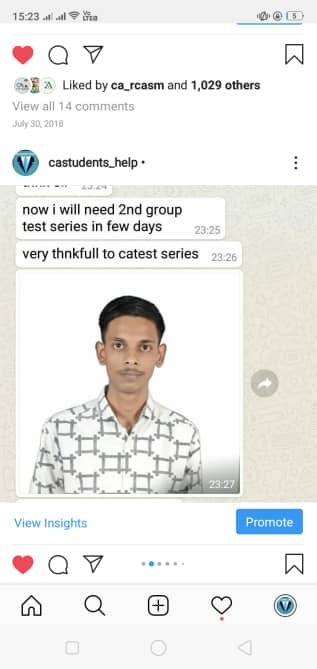 15:23
Vo
LTE
5
Liked by ca_rcasm and 1,029 others
View all 14 comments
July 30, 2018
castudents_help •
23:24
now i will need 2nd group
test series in few days 23:25
very thnkfull to catest series 23:26
23:27
View Insights
Promote